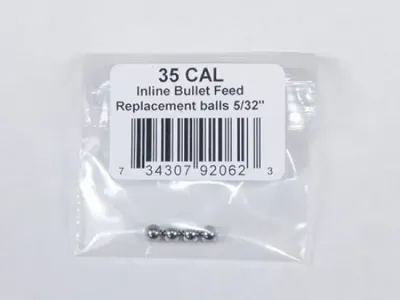 35 CAL
Inline Bullet Feed
Replacement balls 5/32"
7 34307 92062 3